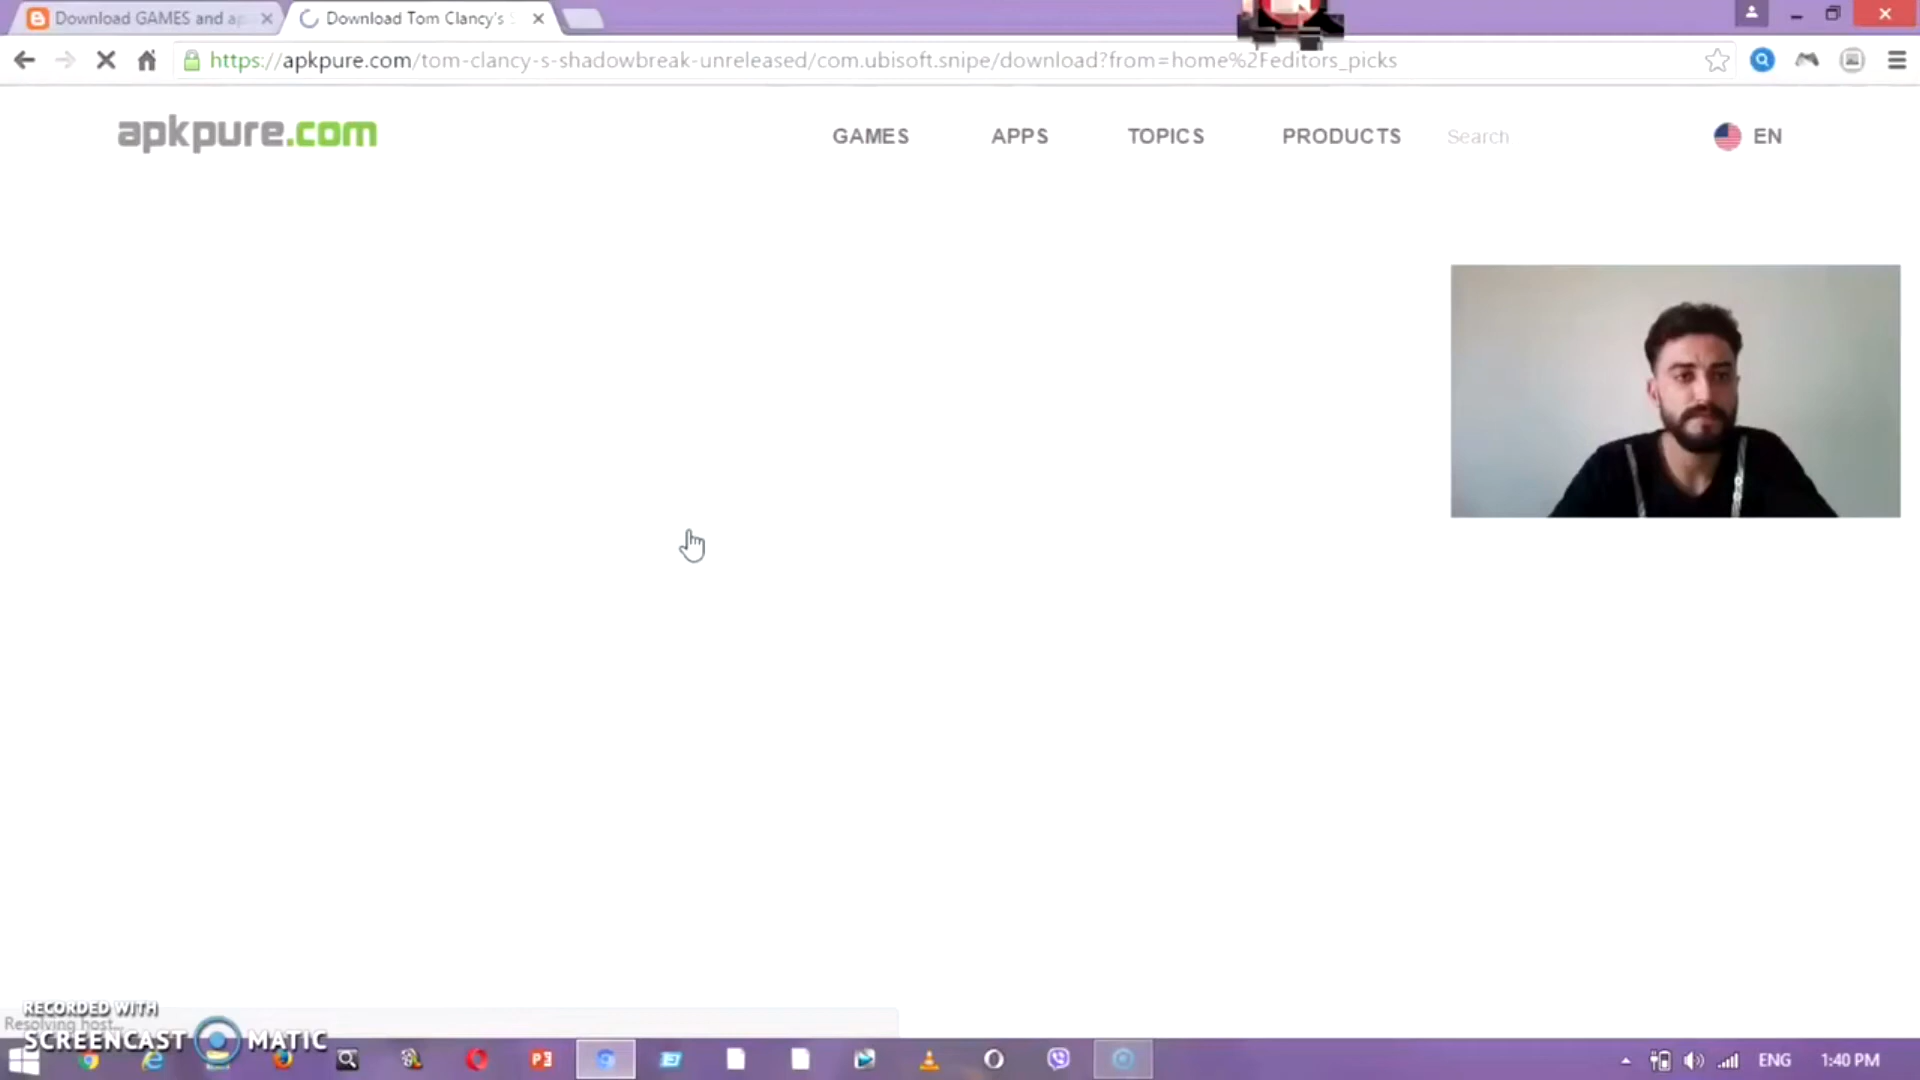 Download GAMES and ap
Download Tom Clancy's S
https://apkpure.com/tom-clancy-s-shadowbreak-unreleased/com.ubisoft.snipe/download?from=home%2Feditors_picks
apkpure.com
GAMES
APPS
TOPICS
PRODUCTS
Search
EN
RECORDED WITH
Resolving host...
SCREENCAST MATIC
P3
ENG
1:40 PM